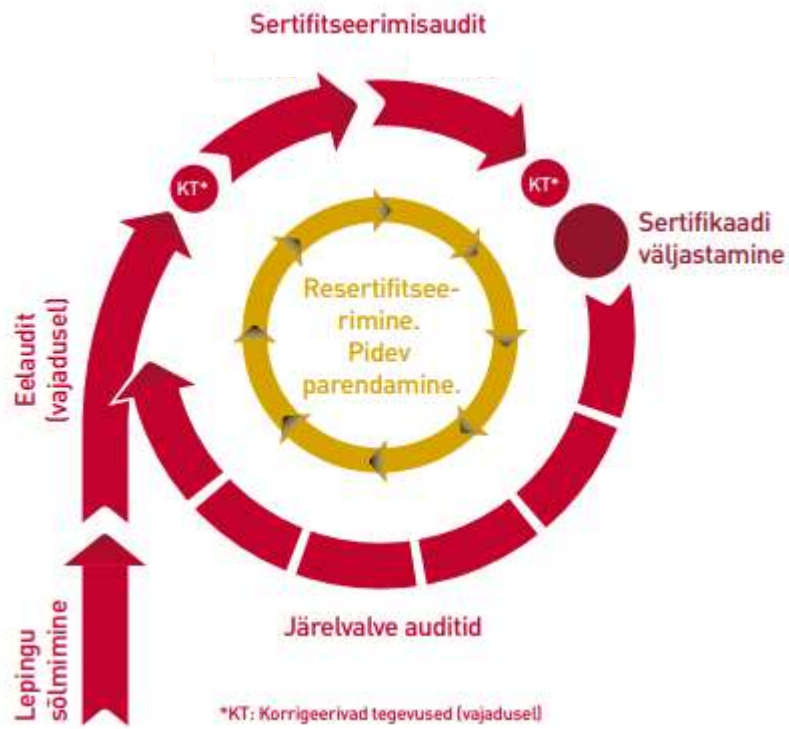 Sertifitseerimisaudit
KT*
KT*
Sertifikaadi
väljastamine
Resertifitsee-
rimine.
Pidev
parendamine.
Eelaudit
(vajadusel)
Lepingu
sõlmimine
Järelvalve auditid
*KT: Korrigeerivad tegevused (vajadusel)